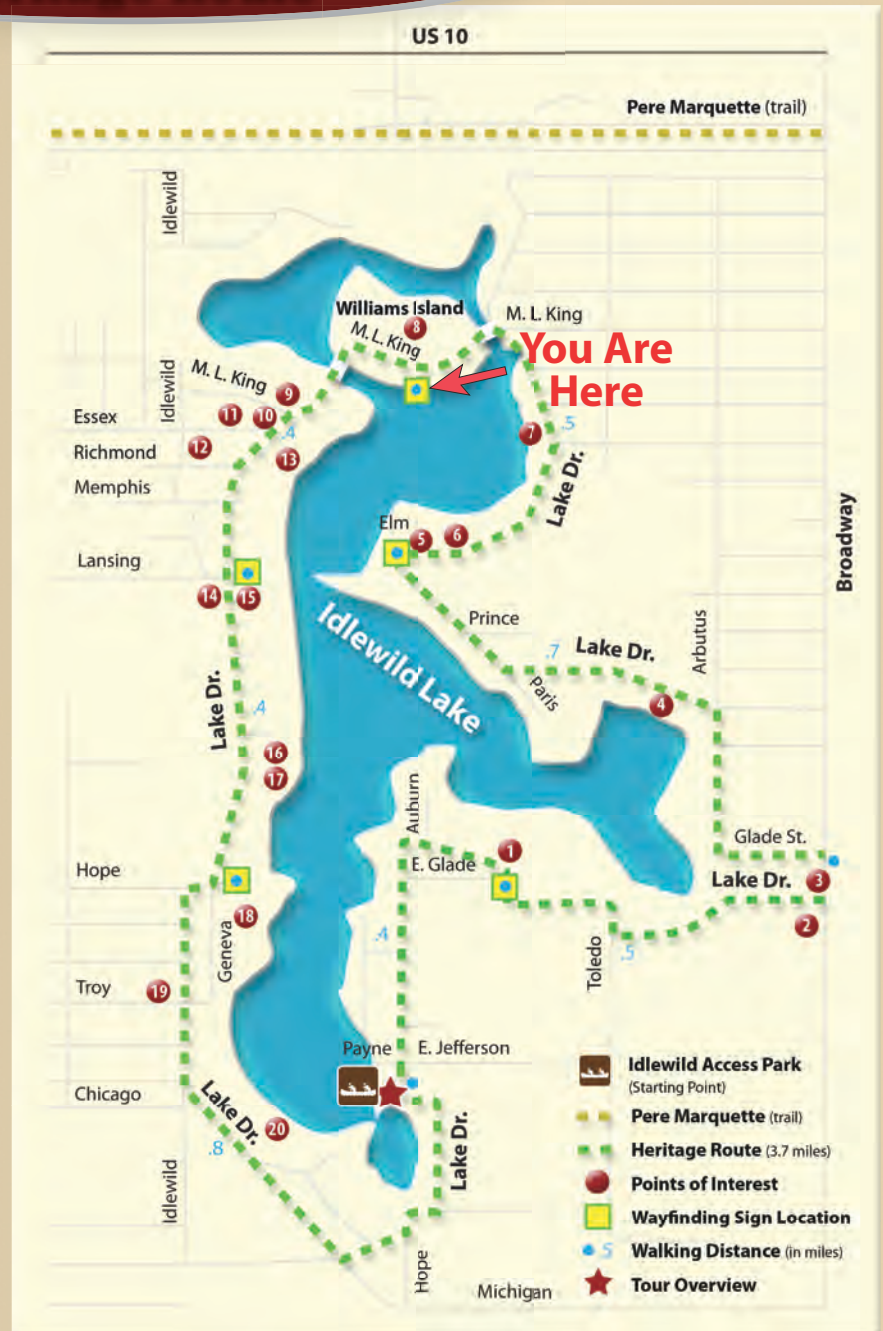 US 10
Pere Marquette (trail)
Idlewild
Williams Island
8
M. L. King
M. L. King
You Are
Here
M. L. King
Idlewild
9
11
10
Essex
.4
.5
7
12
Richmond
13
Lake Dr.
Memphis
Broadway
Elm
5
6
Lansing
14
15
Idlewild Lake
Prince
.7
Lake Dr.
Arbutus
Paris
4
Lake Dr.
.4
16
17
Auburn
Glade St.
1
E. Glade
Hope
Lake Dr.
3
18
2
Geneva
.4
Toledo
.5
Troy
19
Payne
E. Jefferson
Chicago
Lake Dr.
20
.8
Lake Dr.
Idlewild
Hope
Michigan
Idlewild Access Park
(Starting Point)
Pere Marquette (trail)
Heritage Route (3.7 miles)
Points of Interest
Wayfinding Sign Location
.5 Walking Distance (in miles)
Tour Overview